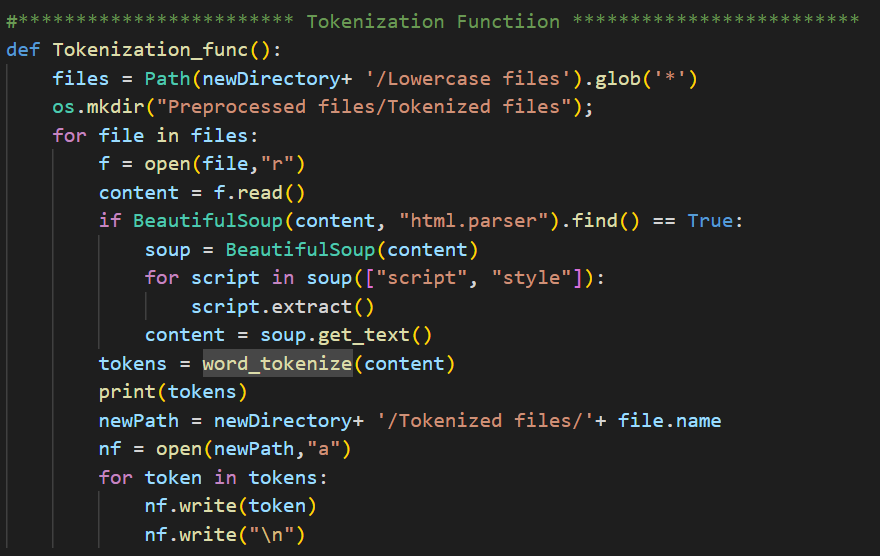 #************************ Tokenization Functiion *************************
def Tokenization_func():
    files = Path(newDirectory+ '/Lowercase files').glob('*')
    os.mkdir("Preprocessed files/Tokenized files");
    for file in files:
        f = open(file,"r")
        content = f.read()
        if BeautifulSoup(content, "html.parser").find() == True:
            soup = BeautifulSoup(content)
            for script in soup(["script", "style"]):
                script.extract()
            content = soup.get_text()
        tokens = word_tokenize(content)
        print(tokens)
        newPath = newDirectory+ '/Tokenized files/'+ file.name
        nf = open(newPath,"a")
        for token in tokens:
            nf.write(token)
            nf.write("\n")